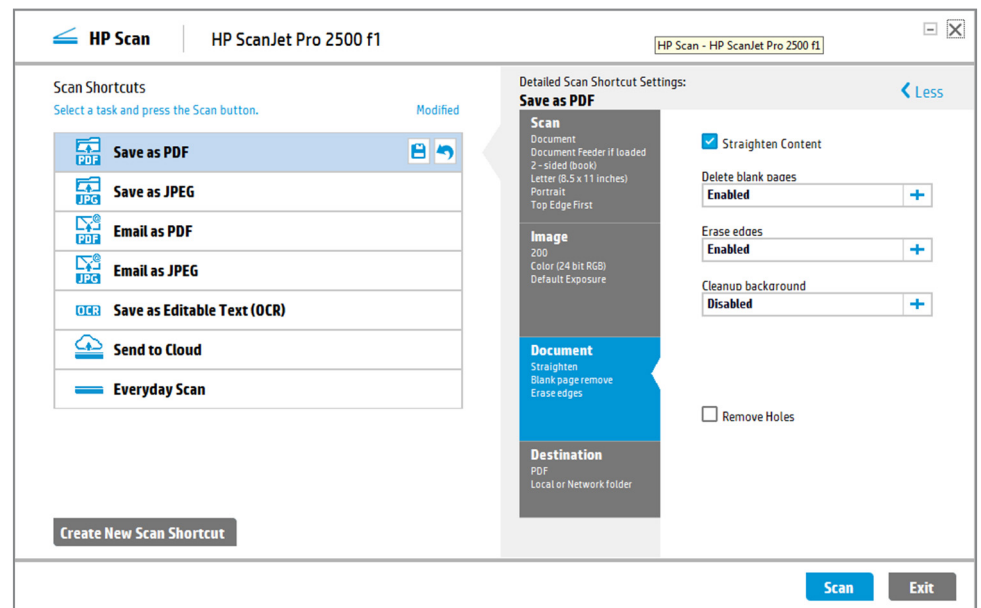 HP Scan
HP ScanJet Pro 2500 f1
HP Scan - HP ScanJet Pro 2500 f1
Scan Shortcuts
Select a task and press the Scan button.
Modified
PDF
Save as PDF
JPG
Save as JPEG
PDF
Email as PDF
JPG
Email as JPEG
OCR
Save as Editable Text (OCR)
Send to Cloud
Everyday Scan
Create New Scan Shortcut
Detailed Scan Shortcut Settings:
Save as PDF
Less
Scan
Document
Document Feeder if loaded
2 - sided (book)
Letter (8.5 x 11 inches)
Portrait
Top Edge First
Image
200
Color (24 bit RGB)
Default Exposure
Document
Straighten
Blank page remove
Erase edges
Destination
PDF
Local or Network folder
Straighten Content
Delete blank pages
Enabled
Erase edges
Enabled
Cleanup background
Disabled
Remove Holes
Scan
Exit